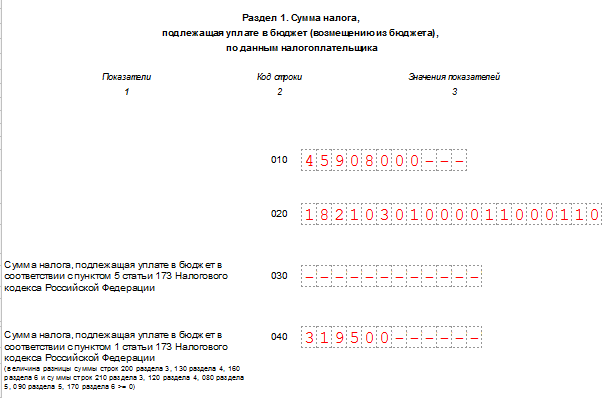 Раздел 1. Сумма налога,
подлежащая уплате в бюджет (возмещению из бюджета),
по данным налогоплательщика
Показатели Код строки Значения показателей
1 2 3
010 45908000---
020 18210301000011000110
030 ------------
Сумма налога, подлежащая уплате в бюджет в
соответствии с пунктом 5 статьи 173 Налогового
кодекса Российской Федерации
040 319500------
Сумма налога, подлежащая уплате в бюджет в
соответствии с пунктом 1 статьи 173 Налогового
кодекса Российской Федерации
(величина разницы суммы строк 200 раздела 3, 130 раздела 4, 160
раздела 6 и суммы строк 210 раздела 3, 120 раздела 4, 080 раздела
5, 090 раздела 5, 170 раздела 6 >= 0)